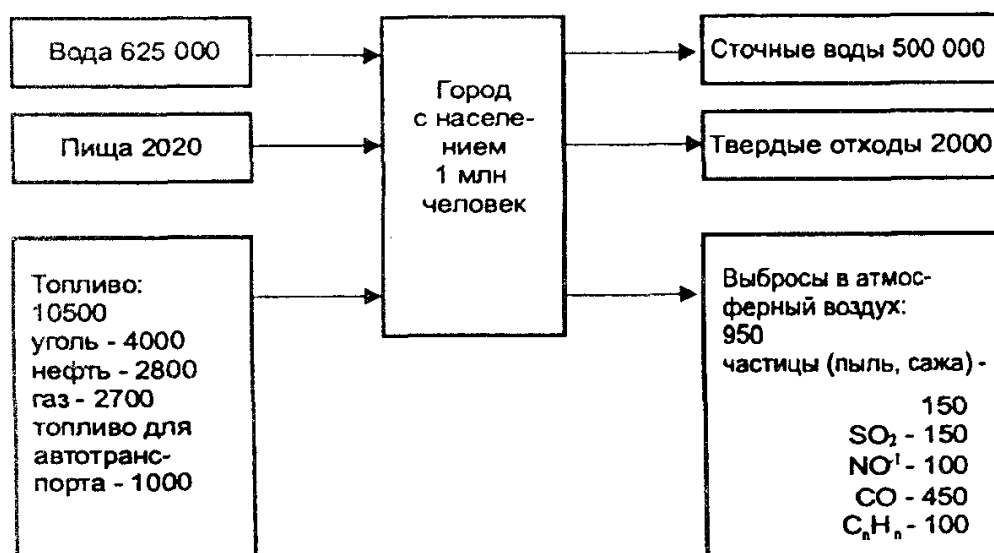 Вода 625 000
Пища 2020
Топливо:
10500
уголь - 4000
нефть - 2800
газ - 2700
топливо для
автотранс-
порта - 1000
Город
с населе-
нием
1 млн
человек
Сточные воды 500 000
Твердые отходы 2000
Выбросы в атмос-
ферный воздух:
950
частицы (пыль, сажа) -
150
SO₂ - 150
NO⁻¹ - 100
CO - 450
CₙHₙ - 100